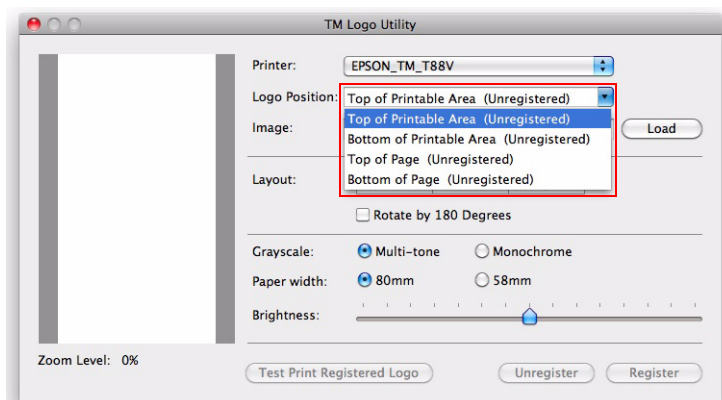 TM Logo Utility
Printer: EPSON_TM_T88V
Logo Position: Top of Printable Area (Unregistered)
Top of Printable Area (Unregistered)
Image: Load
Bottom of Printable Area (Unregistered)
Top of Page (Unregistered)
Layout: Bottom of Page (Unregistered)
Rotate by 180 Degrees
Grayscale: Multi-tone Monochrome
Paper width: 80mm 58mm
Brightness:
Zoom Level: 0%
Test Print Registered Logo Unregister Register